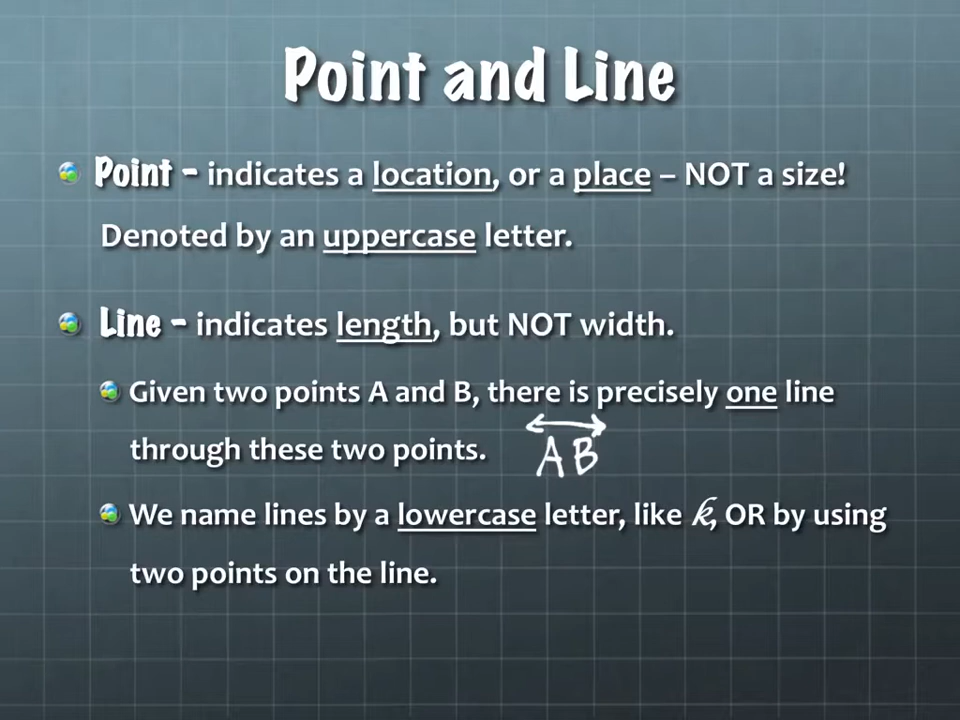 Point and Line
Point - indicates a location, or a place – NOT a size!
Denoted by an uppercase letter.
Line - indicates length, but NOT width.
Given two points A and B, there is precisely one line
through these two points. AB
We name lines by a lowercase letter, like k, OR by using
two points on the line.